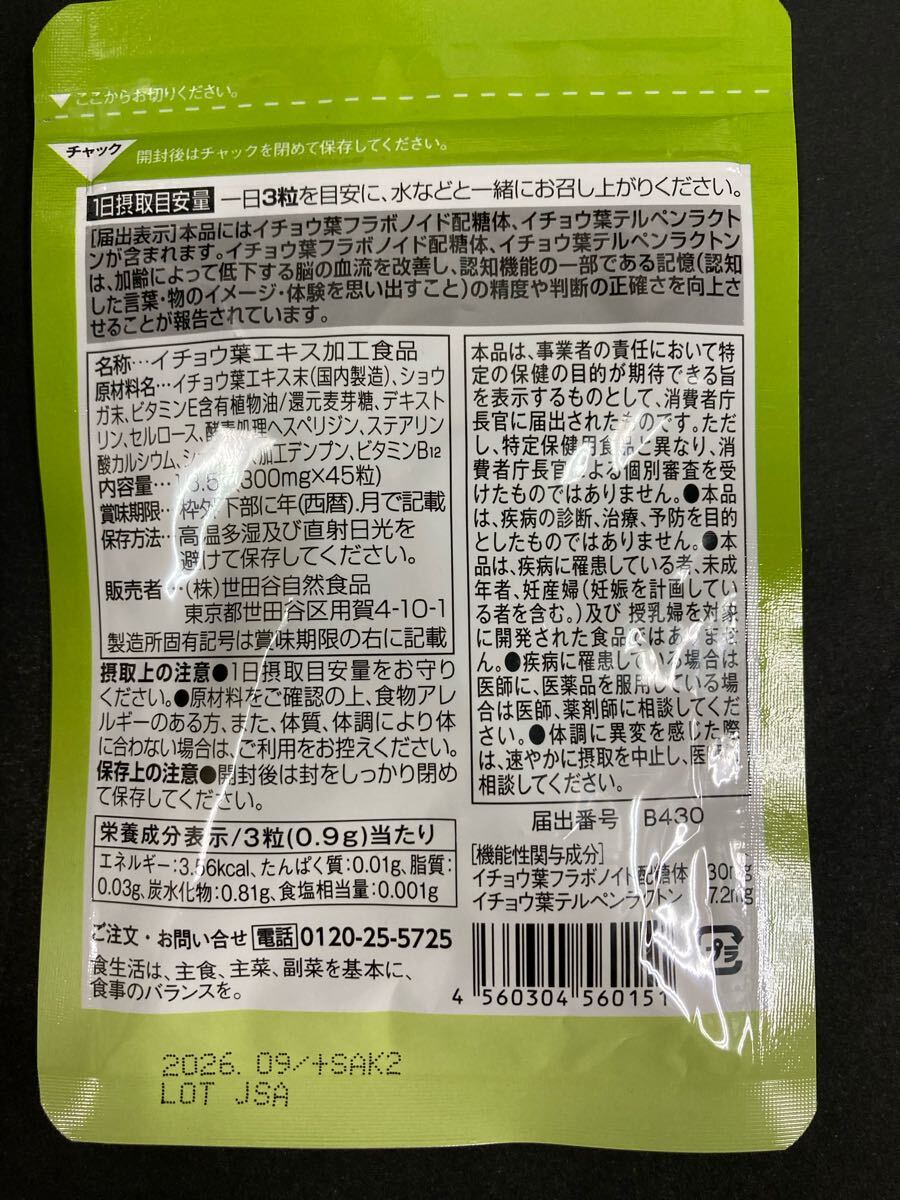 ▼ここからお切りください。
チャック 開封後はチャックを閉めて保存してください。
1日摂取目安量 一日3粒を目安に、水などと一緒にお召し上がりください。
[届出表示]本品にはイチョウ葉フラボノイド配糖体、イチョウ葉テルペンラクト
ンが含まれます。イチョウ葉フラボノイド配糖体、イチョウ葉テルペンラクトン
は、加齢によって低下する脳の血流を改善し、認知機能の一部である記憶(認知
した言葉・物のイメージ・体験を思い出すこと)の精度や判断の正確さを向上さ
せることが報告されています。
名称…イチョウ葉エキス加工食品
原材料名…イチョウ葉エキス末(国内製造)、ショウ
ガ末、ビタミンE含有植物油/還元麦芽糖、デキスト
リン、セルロース、酵素処理ヘスペリジン、ステアリン
酸カルシウム、シ 加工デンプン、ビタミンB12
内容量… 300mg×45粒)
賞味期限…枠外下部に年(西暦)、月で記載
保存方法…高温多湿及び直射日光を
避けて保存してください。
販売者…(株)世田谷自然食品
東京都世田谷区用賀4-10-1
製造所固有記号は賞味期限の右に記載
摂取上の注意●1日摂取目安量をお守り
ください。●原材料をご確認の上、食物アレ
ルギーのある方、また、体質、体調により体
に合わない場合は、ご利用をお控えください。
保存上の注意●開封後は封をしっかり閉め
て保存してください。
栄養成分表示/3粒(0.9g)当たり
エネルギー:3.56kcal、たんぱく質:0.01g、脂質:
0.03g、炭水化物:0.81g、食塩相当量:0.001g
ご注文・お問い合せ 電話 0120-25-5725
食生活は、主食、主菜、副菜を基本に、
食事のバランスを。
本品は、事業者の責任において特
定の保健の目的が期待できる旨
を表示するものとして、消費者庁
長官に届出されたものです。ただ
し、特定保健用食品と異なり、消
費者庁長官による個別審査を受
けたものではありません。●本品
は、疾病の診断、治療、予防を目的
としたものではありません。●本
品は、疾病に罹患している者、未成
年者、妊産婦(妊娠を計画してい
る者を含む。)及び授乳婦を対象
に開発された食品ではありませ
ん。●疾病に罹患している場合は
医師に、医薬品を服用している場
合は医師、薬剤師に相談してくだ
さい。●体調に異変を感じた際
は、速やかに摂取を中止し、医師に
相談してください。
届出番号 B430
[機能性関与成分]
イチョウ葉フラボノイド配糖体 30mg
イチョウ葉テルペンラクトン 7.2mg
プラ
4 560304 560151
2026. 09/+SAK2
LOT JSA